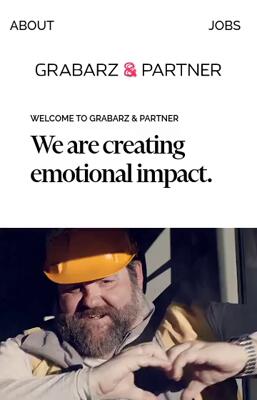 ABOUT JOBS
GRABARZ & PARTNER
WELCOME TO GRABARZ & PARTNER
We are creating
emotional impact.